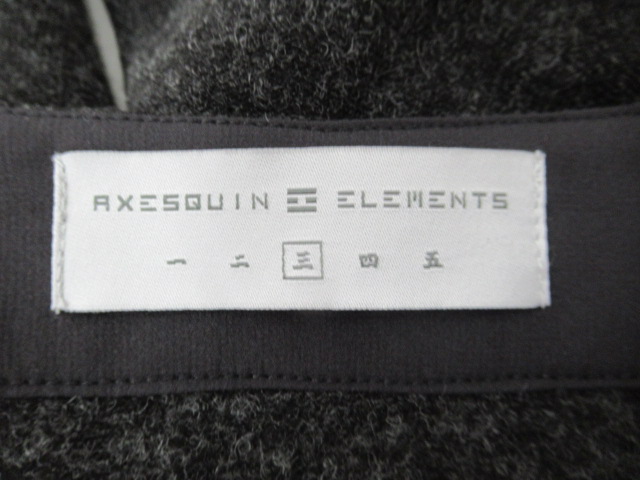 AXESQUIN ELEMENTS
一 二 三 四 五